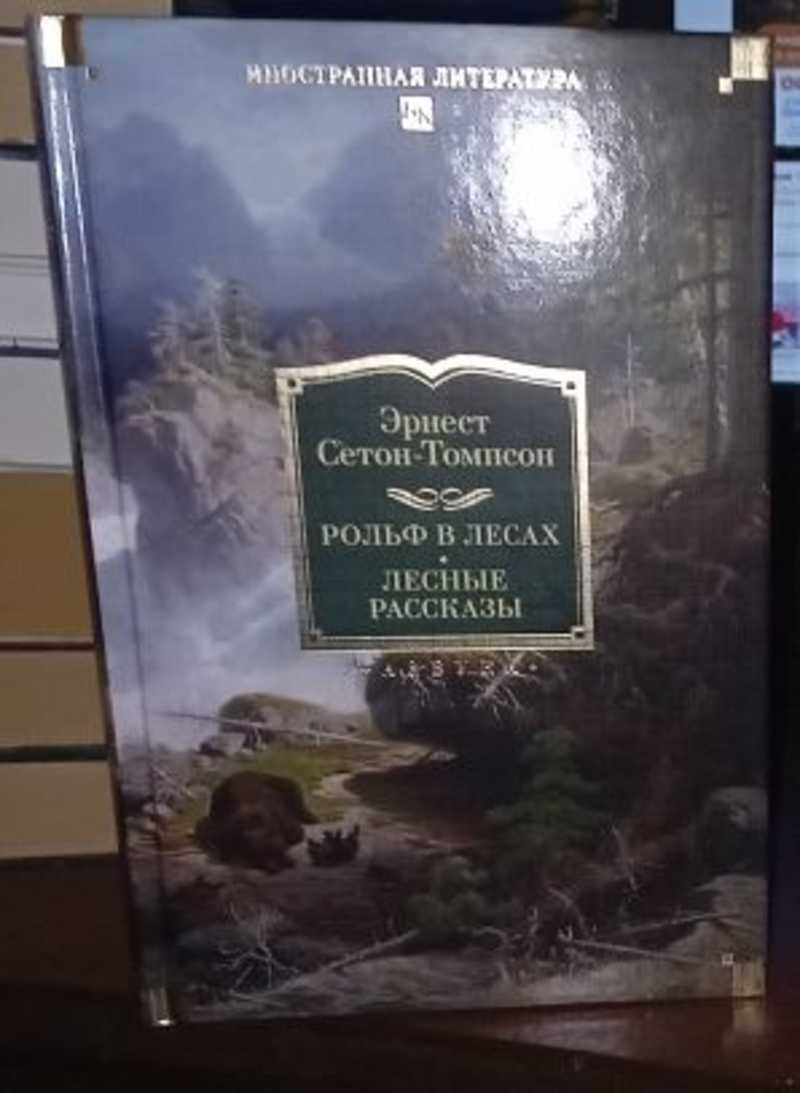 ИНОСТРАННАЯ ЛИТЕРАТУРА
Эрнест
Сетон-Томпсон
РОЛЬФ В ЛЕСАХ
•
ЛЕСНЫЕ
РАССКАЗЫ
•АЗБУКА•